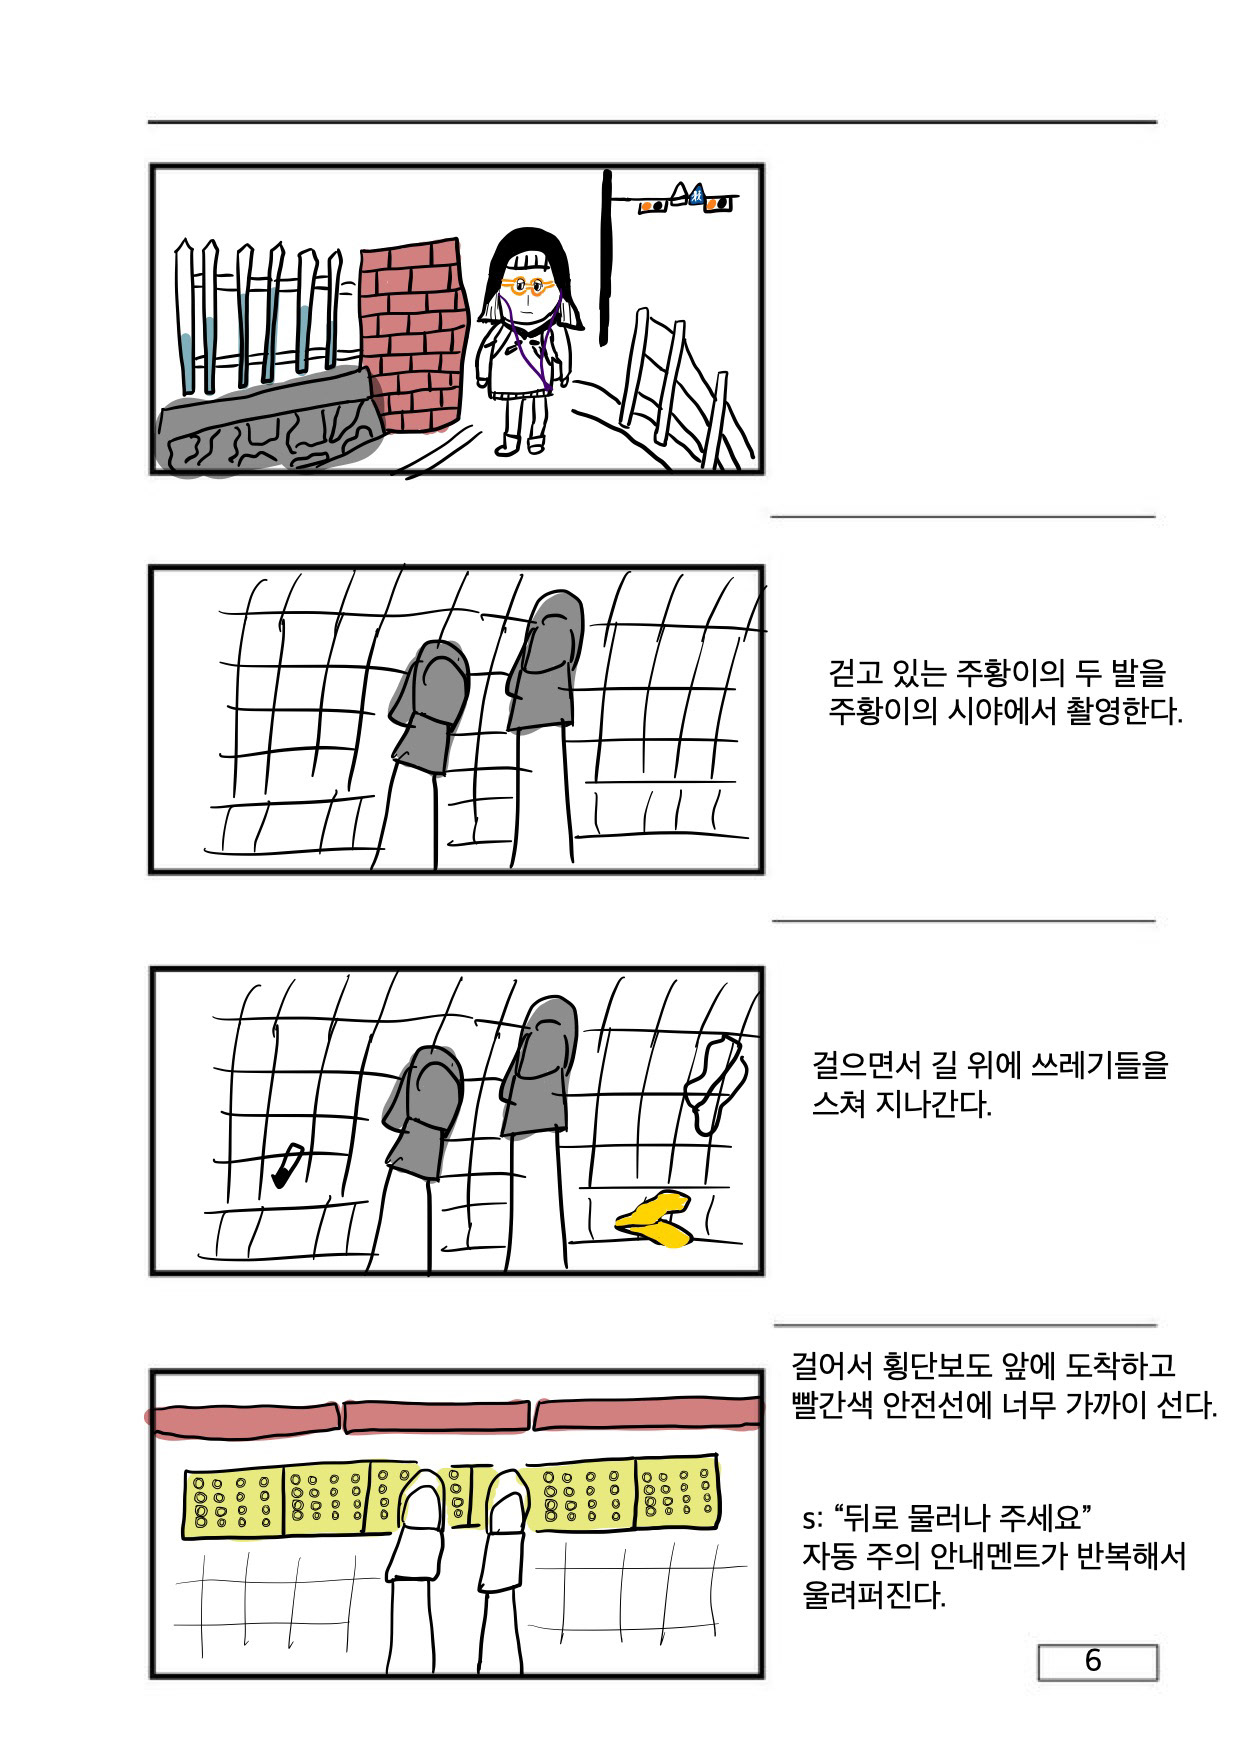 걷고 있는 주황이의 두 발을
주황이의 시야에서 촬영한다.
걸으면서 길 위에 쓰레기들을
스쳐 지나간다.
걸어서 횡단보도 앞에 도착하고
빨간색 안전선에 너무 가까이 선다.
s: “뒤로 물러나 주세요”
자동 주의 안내멘트가 반복해서
울려퍼진다.
6